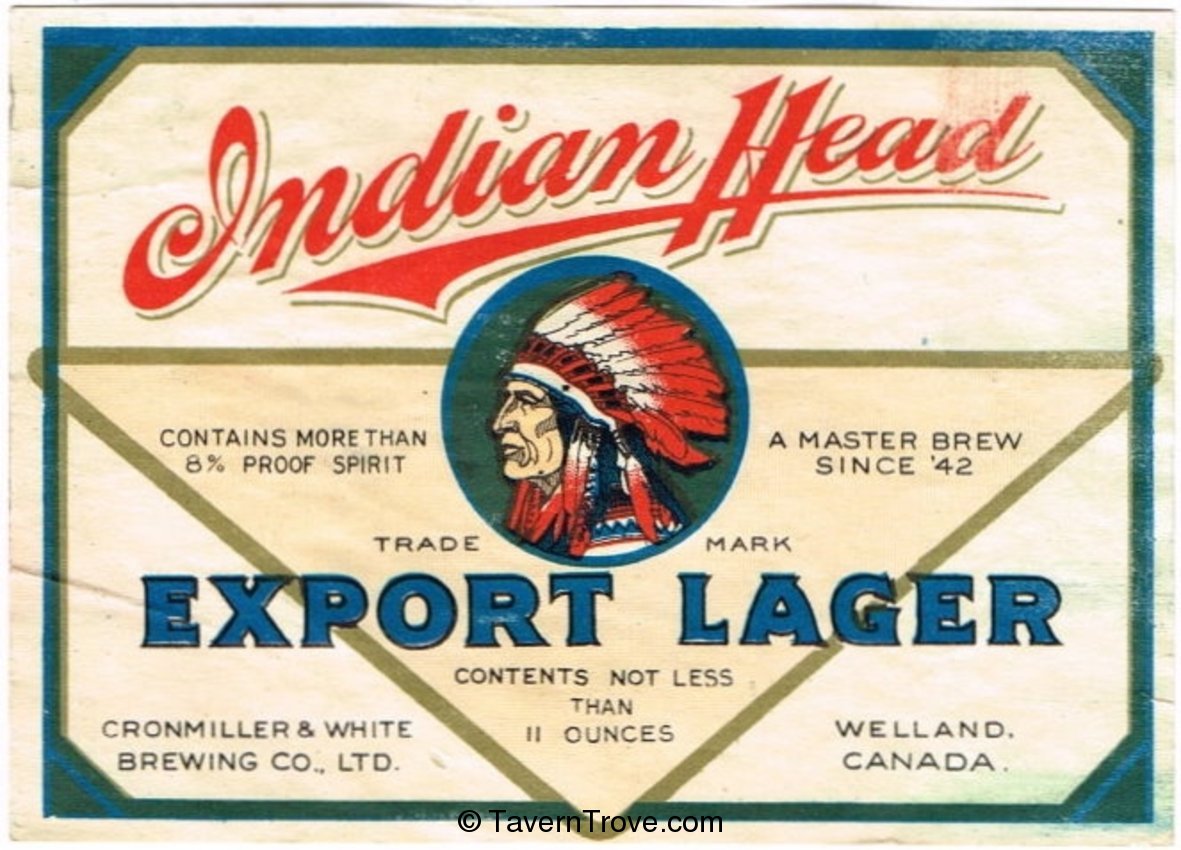 Indian Head
CONTAINS MORE THAN
8% PROOF SPIRIT
A MASTER BREW
SINCE '42
TRADE MARK
EXPORT LAGER
CONTENTS NOT LESS
THAN
11 OUNCES
CRONMILLER & WHITE
BREWING CO., LTD.
WELLAND,
CANADA.
© TavernTrove.com